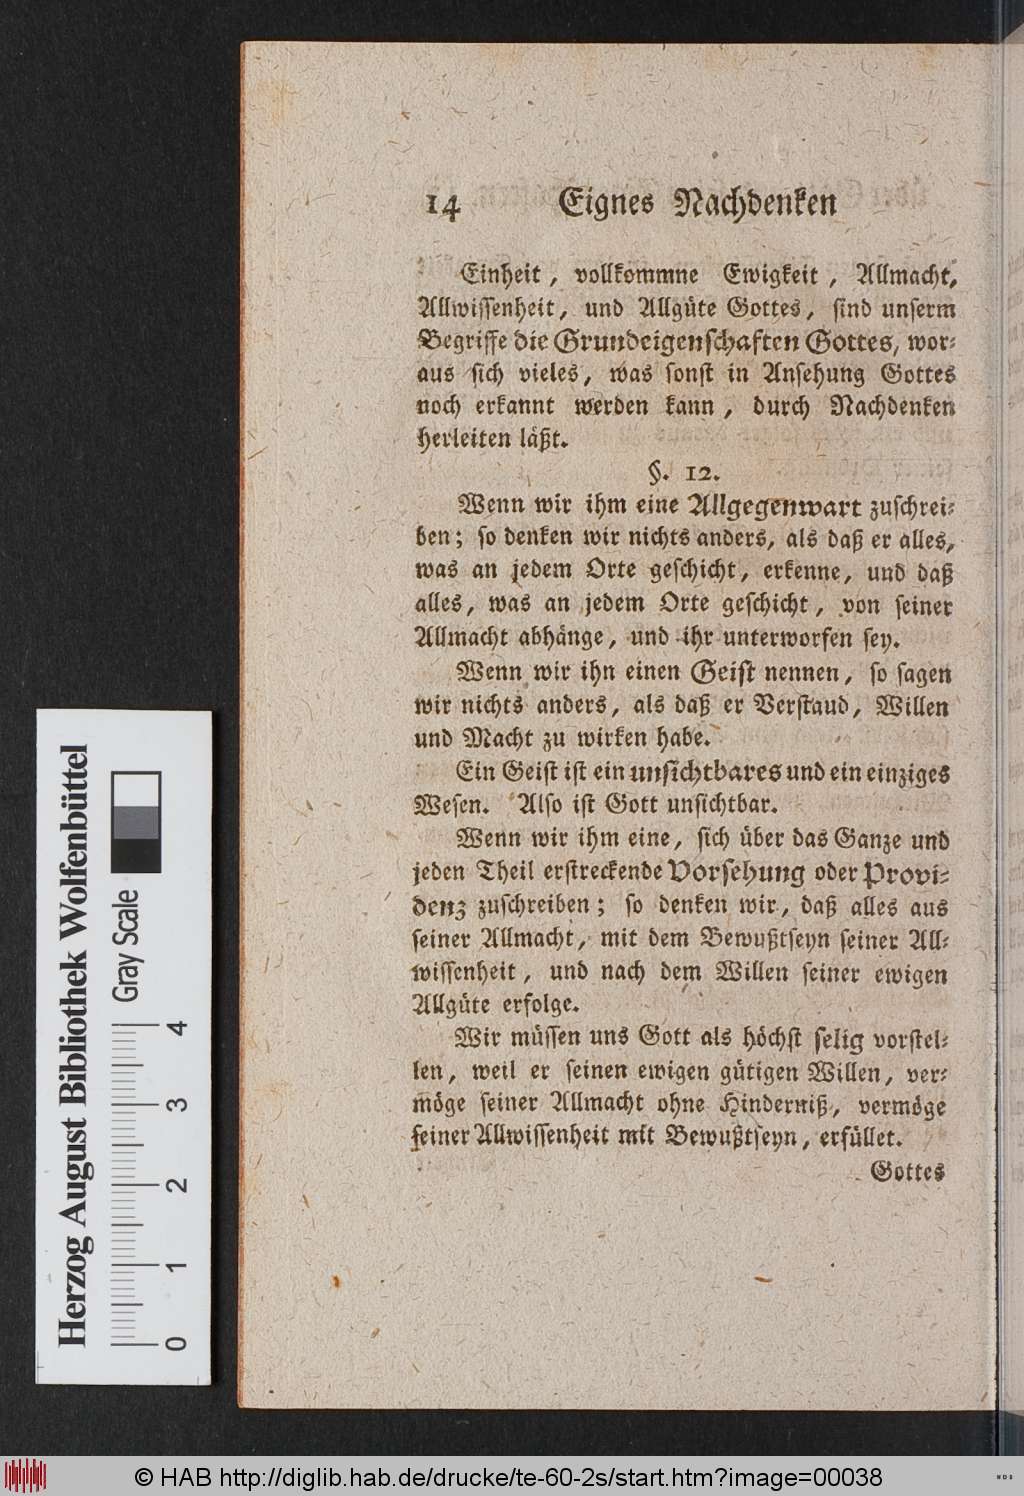 14 Eignes Nachdenken
Einheit, vollkommne Ewigkeit, Allmacht,
Allwissenheit, und Allgüte Gottes, sind unserm
Begriffe die Grundeigenschaften Gottes, wor-
aus sich vieles, was sonst in Ansehung Gottes
noch erkannt werden kann, durch Nachdenken
herleiten läßt.
§. 12.
Wenn wir ihm eine Allgegenwart zuschrei-
ben; so denken wir nichts anders, als daß er alles,
was an jedem Orte geschicht, erkenne, und daß
alles, was an jedem Orte geschicht, von seiner
Allmacht abhänge, und ihr unterworfen sey.
Wenn wir ihn einen Geist nennen, so sagen
wir nichts anders, als daß er Verstaud, Willen
und Macht zu wirken habe.
Ein Geist ist ein unsichtbares und ein einziges
Wesen. Also ist Gott unsichtbar.
Wenn wir ihm eine, sich über das Ganze und
jeden Theil erstreckende Vorsehung oder Provi-
denz zuschreiben; so denken wir, daß alles aus
seiner Allmacht, mit dem Bewußtseyn seiner All-
wissenheit, und nach dem Willen seiner ewigen
Allgüte erfolge.
Wir müssen uns Gott als höchst selig vorstel-
len, weil er seinen ewigen gütigen Willen, ver-
möge seiner Allmacht ohne Hinderniß, vermöge
seiner Allwissenheit mit Bewußtseyn, erfüllet.
Gottes
Herzog August Bibliothek Wolfenbüttel
Gray Scale
0 1 2 3 4
© HAB http://diglib.hab.de/drucke/te-60-2s/start.htm?image=00038